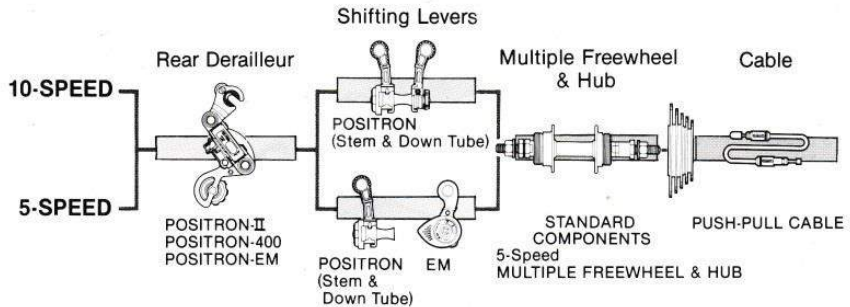 Shifting Levers
Rear Derailleur
Multiple Freewheel
& Hub
Cable
10-SPEED
5-SPEED
POSITRON
(Stem & Down Tube)
POSITRON-II
POSITRON-400
POSITRON-EM
POSITRON
(Stem &
Down Tube)
EM
STANDARD
COMPONENTS
5-Speed
MULTIPLE FREEWHEEL & HUB
PUSH-PULL CABLE